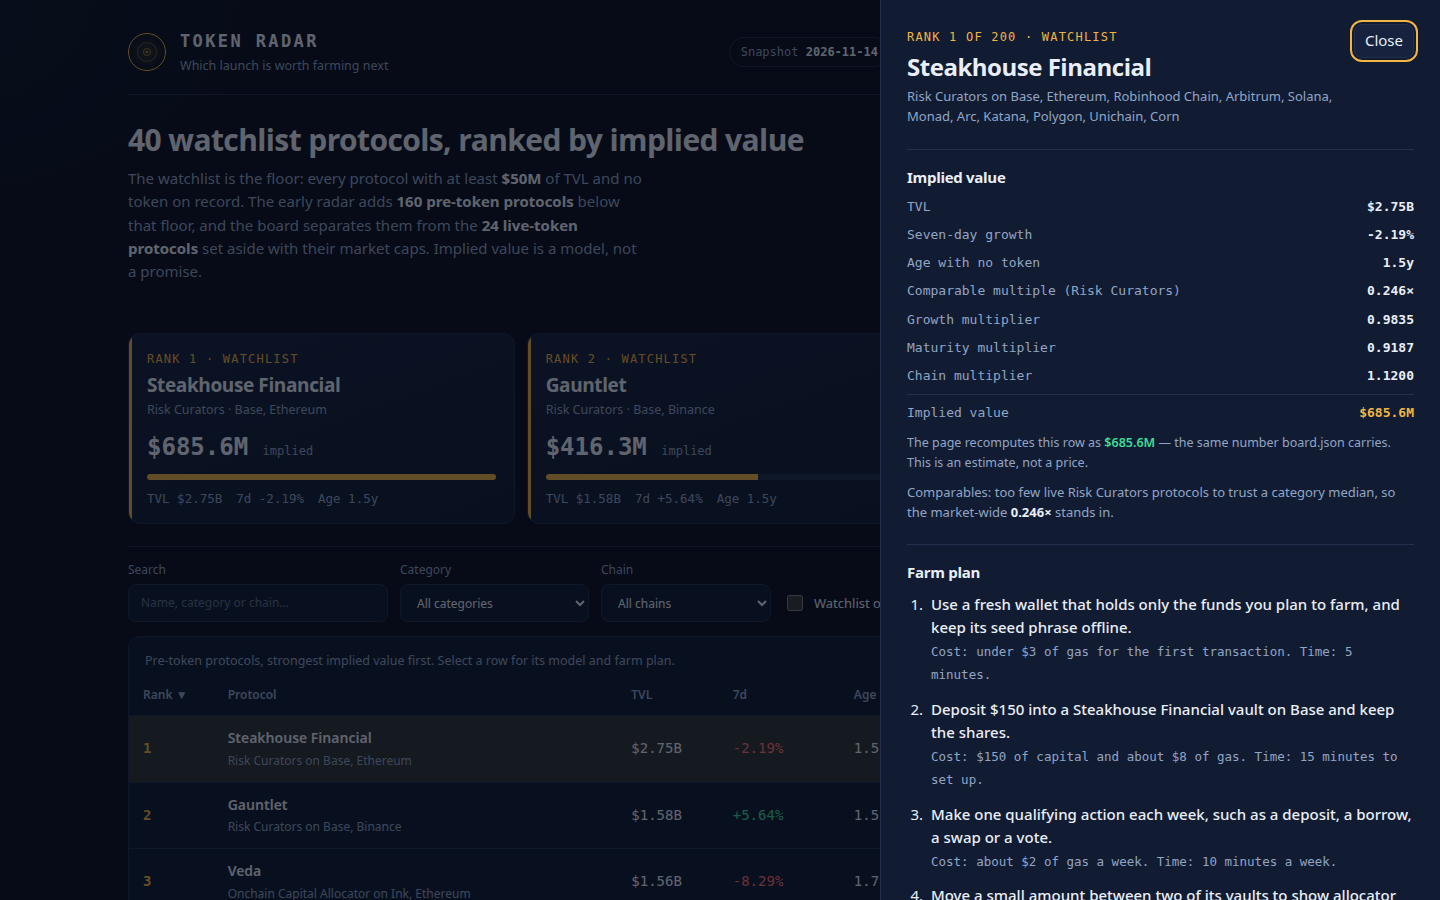 TOKEN RADAR
Which launch is worth farming next
Snapshot 2026-11-14
40 watchlist protocols, ranked by implied value
The watchlist is the floor: every protocol with at least $50M of TVL and no
token on record. The early radar adds 160 pre-token protocols below
that floor, and the board separates them from the 24 live-token
protocols set aside with their market caps. Implied value is a model, not
a promise.
RANK 1 · WATCHLIST
Steakhouse Financial
Risk Curators · Base, Ethereum
$685.6M implied
TVL $2.75B 7d -2.19% Age 1.5y
RANK 2 · WATCHLIST
Gauntlet
Risk Curators · Base, Binance
$416.3M implied
TVL $1.58B 7d +5.64% Age 1.5y
Search
Name, category or chain...
Category
All categories
Chain
All chains
Watchlist o
Pre-token protocols, strongest implied value first. Select a row for its model and farm plan.
Rank ▼ Protocol TVL 7d Age
1 Steakhouse Financial $2.75B -2.19% 1.5
Risk Curators on Base, Ethereum
2 Gauntlet $1.58B +5.64% 1.5
Risk Curators on Base, Binance
3 Veda $1.56B -8.29% 1.7
Onchain Capital Allocator on Ink, Ethereum
RANK 1 OF 200 · WATCHLIST
Close
Steakhouse Financial
Risk Curators on Base, Ethereum, Robinhood Chain, Arbitrum, Solana,
Monad, Arc, Katana, Polygon, Unichain, Corn
Implied value
TVL $2.75B
Seven-day growth -2.19%
Age with no token 1.5y
Comparable multiple (Risk Curators) 0.246×
Growth multiplier 0.9835
Maturity multiplier 0.9187
Chain multiplier 1.1200
Implied value $685.6M
The page recomputes this row as $685.6M — the same number board.json carries.
This is an estimate, not a price.
Comparables: too few live Risk Curators protocols to trust a category median, so
the market-wide 0.246× stands in.
Farm plan
1. Use a fresh wallet that holds only the funds you plan to farm, and
keep its seed phrase offline.
Cost: under $3 of gas for the first transaction. Time: 5
minutes.
2. Deposit $150 into a Steakhouse Financial vault on Base and keep
the shares.
Cost: $150 of capital and about $8 of gas. Time: 15 minutes to
set up.
3. Make one qualifying action each week, such as a deposit, a borrow,
a swap or a vote.
Cost: about $2 of gas a week. Time: 10 minutes a week.
4. Move a small amount between two of its vaults to show allocator